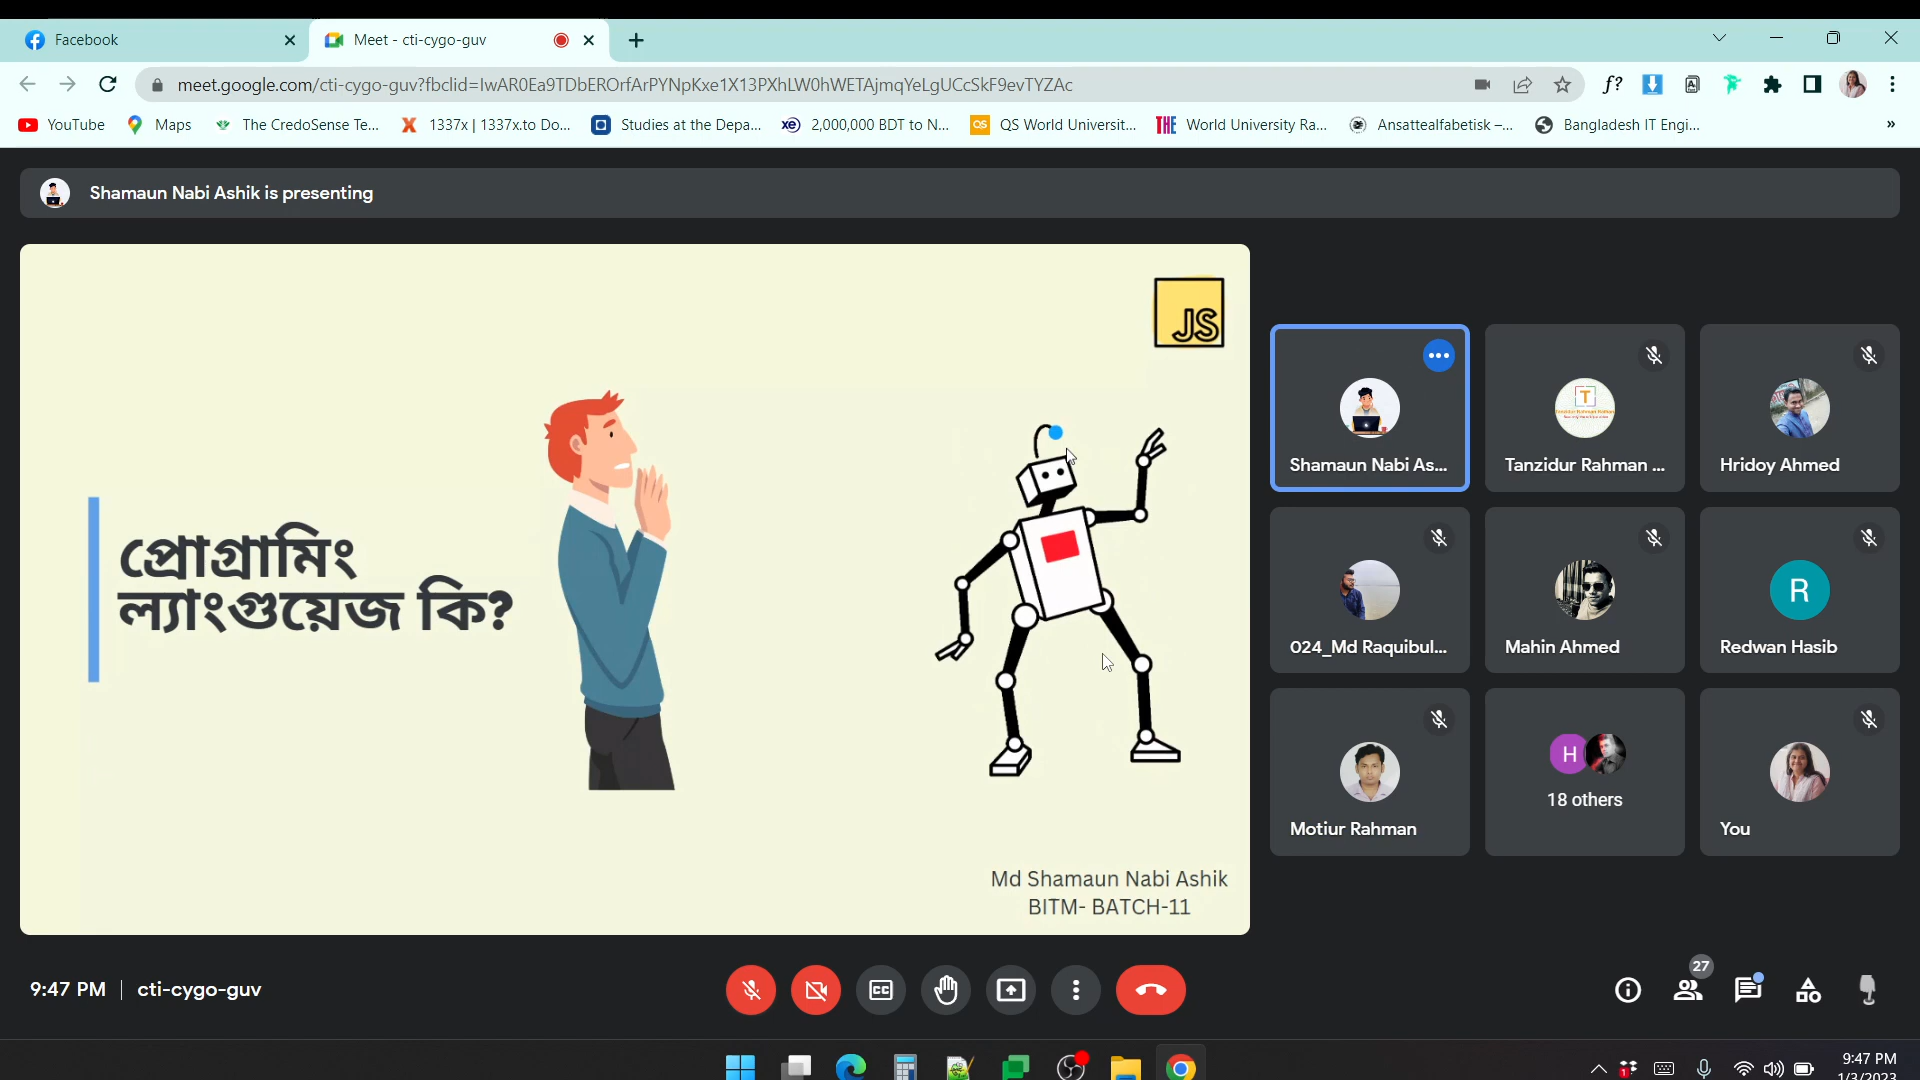 Facebook
Meet - cti-cygo-guv
meet.google.com/cti-cygo-guv?fbclid=IwAR0Ea9TDbEROrfArPYNpKxe1X13PXhLW0hWETAjmqYeLgUCcSkF9evTYZAc
YouTube
Maps
The CredoSense Te...
1337x | 1337x.to Do...
Studies at the Depa...
2,000,000 BDT to N...
QS World Universit...
World University Ra...
Ansattealfabetisk –...
Bangladesh IT Engi...
Shamaun Nabi Ashik is presenting
JS
প্রোগ্রামিং
ল্যাংগুয়েজ কি?
Md Shamaun Nabi Ashik
BITM- BATCH-11
Shamaun Nabi As...
Tanzidur Rahman ...
Hridoy Ahmed
024_Md Raquibul...
Mahin Ahmed
R
Redwan Hasib
Motiur Rahman
H
18 others
You
9:47 PM | cti-cygo-guv
27
9:47 PM
1/3/2023